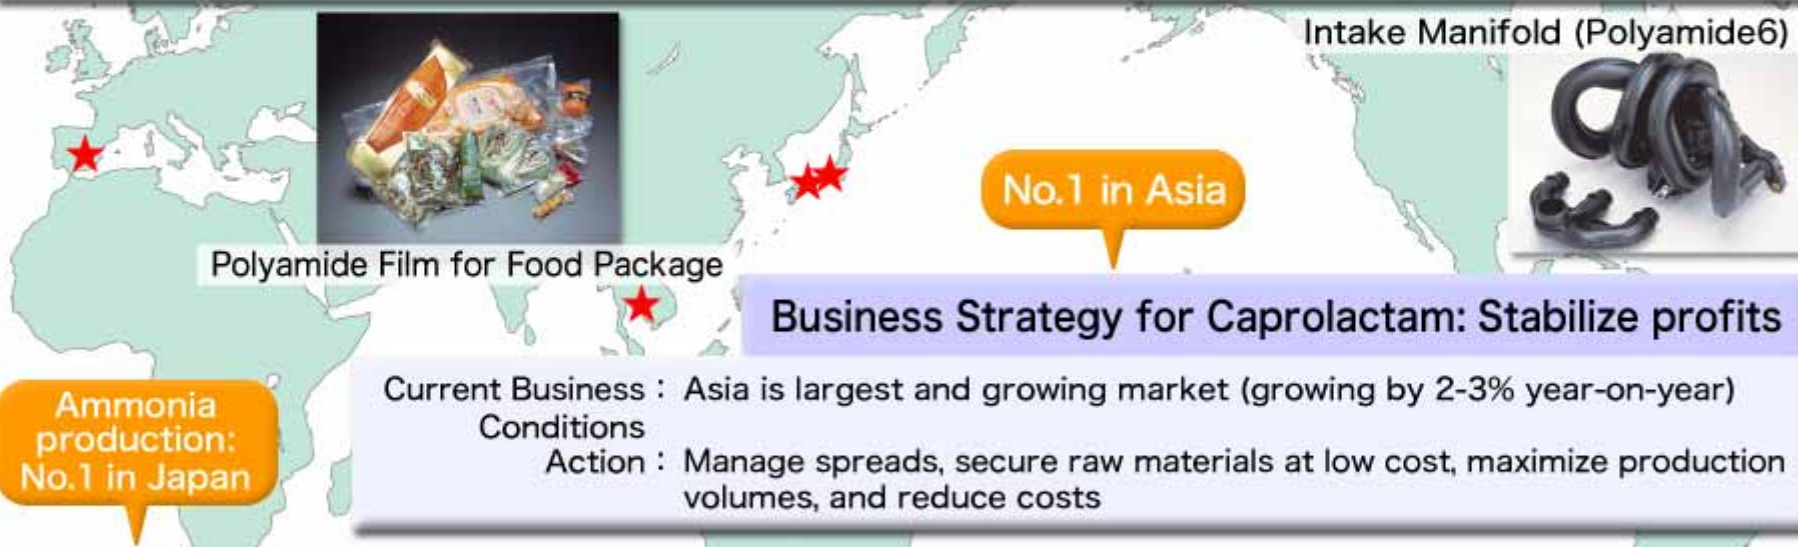 Intake Manifold (Polyamide6)
No.1 in Asia
Polyamide Film for Food Package
Business Strategy for Caprolactam: Stabilize profits
Current Business : Asia is largest and growing market (growing by 2-3% year-on-year)
Conditions
Action : Manage spreads, secure raw materials at low cost, maximize production
volumes, and reduce costs
Ammonia
production:
No.1 in Japan